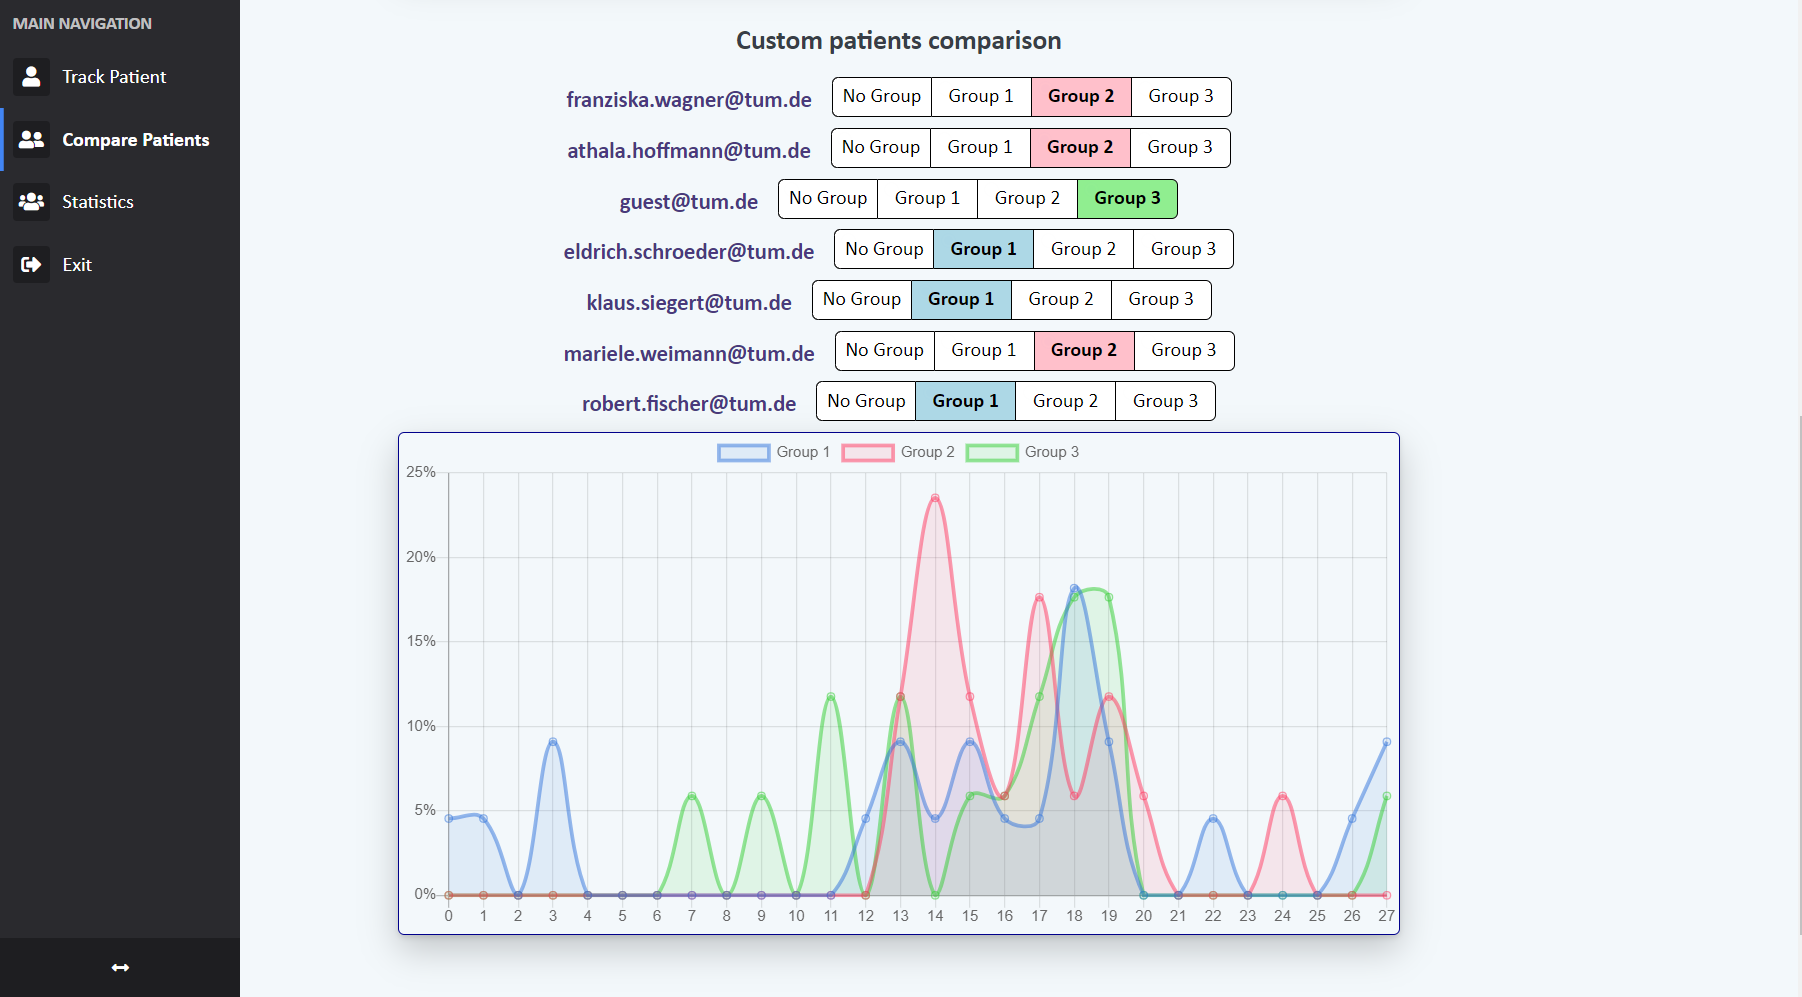 MAIN NAVIGATION
Track Patient
Compare Patients
Statistics
Exit
Custom patients comparison
franziska.wagner@tum.de No Group Group 1 Group 2 Group 3
athala.hoffmann@tum.de No Group Group 1 Group 2 Group 3
guest@tum.de No Group Group 1 Group 2 Group 3
eldrich.schroeder@tum.de No Group Group 1 Group 2 Group 3
klaus.siegert@tum.de No Group Group 1 Group 2 Group 3
mariele.weimann@tum.de No Group Group 1 Group 2 Group 3
robert.fischer@tum.de No Group Group 1 Group 2 Group 3
Group 1 Group 2 Group 3
25%
20%
15%
10%
5%
0%
0 1 2 3 4 5 6 7 8 9 10 11 12 13 14 15 16 17 18 19 20 21 22 23 24 25 26 27